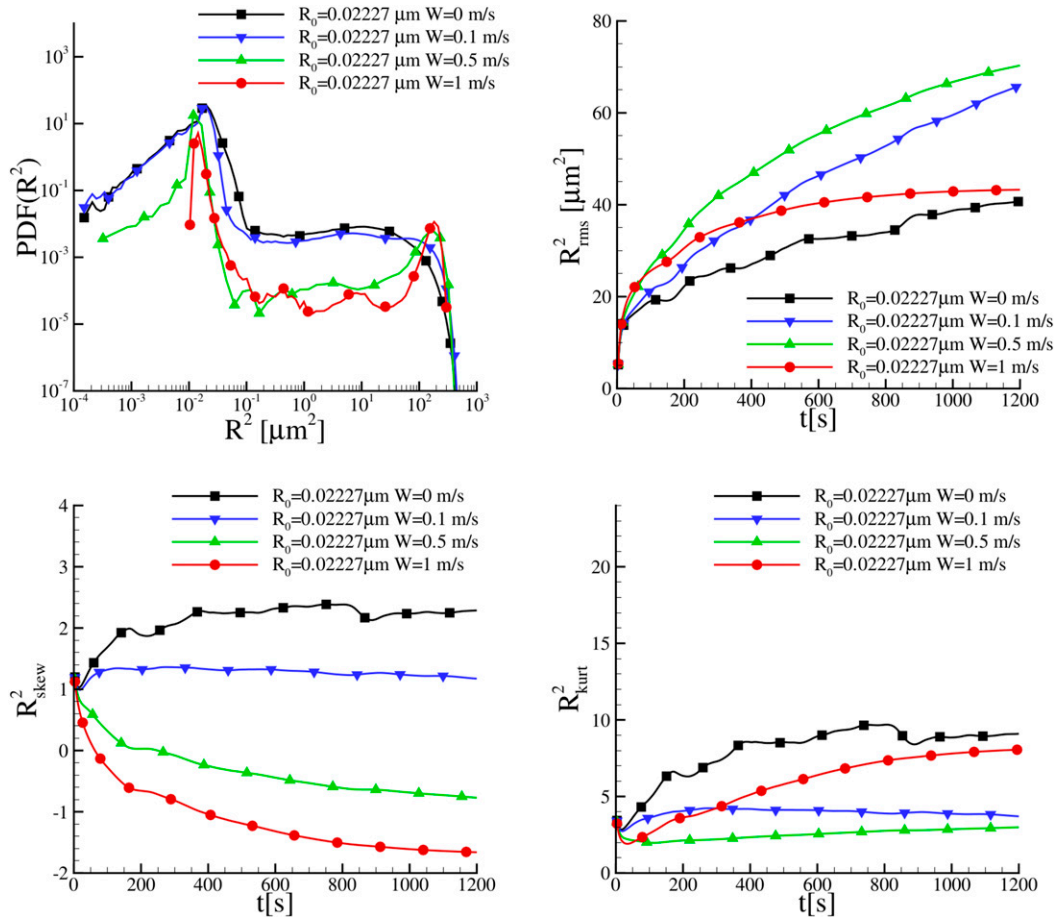 R₀=0.02227 μm W=0 m/s
R₀=0.02227 μm W=0.1 m/s
R₀=0.02227 μm W=0.5 m/s
R₀=0.02227 μm W=1 m/s
PDF(R²)
10³
10¹
10⁻¹
10⁻³
10⁻⁵
10⁻⁷
10⁻⁴ 10⁻³ 10⁻² 10⁻¹ 10⁰ 10¹ 10² 10³
R² [μm²]
R²rms [μm²]
80
60
40
20
0
R₀=0.02227μm W=0 m/s
R₀=0.02227μm W=0.1 m/s
R₀=0.02227μm W=0.5 m/s
R₀=0.02227μm W=1 m/s
0 200 400 600 800 1000 1200
t[s]
R₀=0.02227μm W=0 m/s
R₀=0.02227μm W=0.1 m/s
R₀=0.02227μm W=0.5 m/s
R₀=0.02227μm W=1 m/s
R²skew
4
3
2
1
0
-1
-2
0 200 400 600 800 1000 1200
t[s]
R₀=0.02227μm W=0 m/s
R₀=0.02227μm W=0.1 m/s
R₀=0.02227μm W=0.5 m/s
R₀=0.02227μm W=1 m/s
R²kurt
20
15
10
5
0
0 200 400 600 800 1000 1200
t[s]